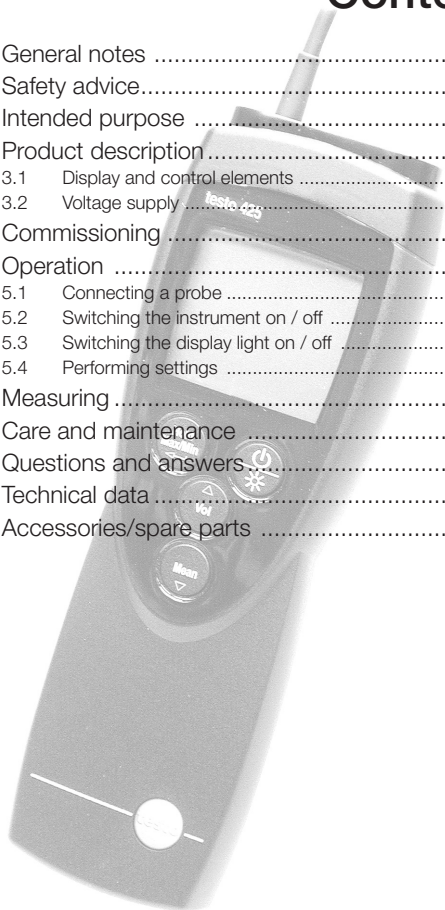 General notes ..........................................
Safety advice..........................................
Intended purpose ..........................................
Product description..........................................
3.1 Display and control elements ..........................................
3.2 Voltage supply ..........................................
testo 425
Commissioning ..........................................
Operation ..........................................
5.1 Connecting a probe ..........................................
5.2 Switching the instrument on / off ..........................................
5.3 Switching the display light on / off ..........................................
5.4 Performing settings ..........................................
Measuring ..........................................
Care and maintenance ..........................................
Questions and answers..........................................
Technical data ..........................................
Vol
Accessories/spare parts ..........................................
Mean